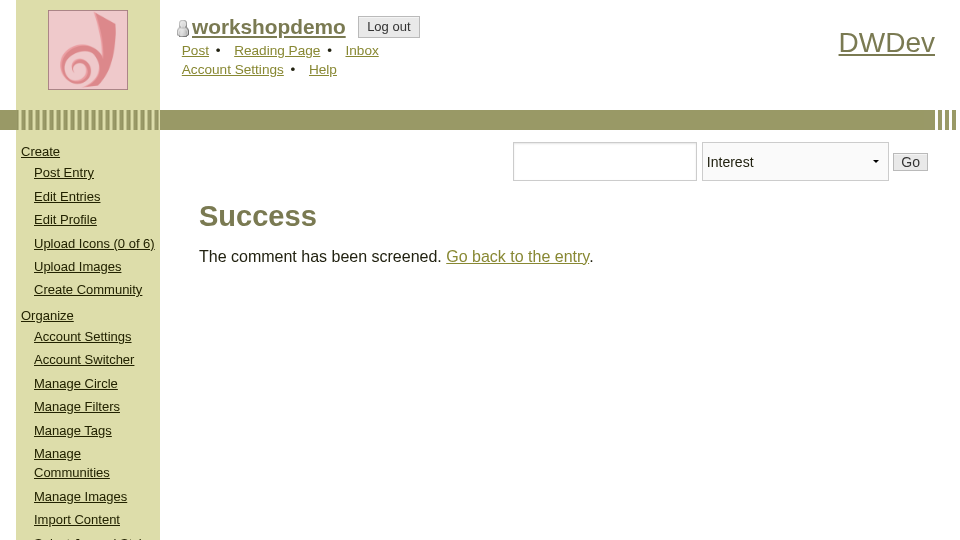 workshopdemo Log out
Post • Reading Page • Inbox
Account Settings • Help
DWDev
Create
Post Entry
Edit Entries
Edit Profile
Upload Icons (0 of 6)
Upload Images
Create Community
Organize
Account Settings
Account Switcher
Manage Circle
Manage Filters
Manage Tags
Manage
Communities
Manage Images
Import Content
Interest Go
Success
The comment has been screened. Go back to the entry.